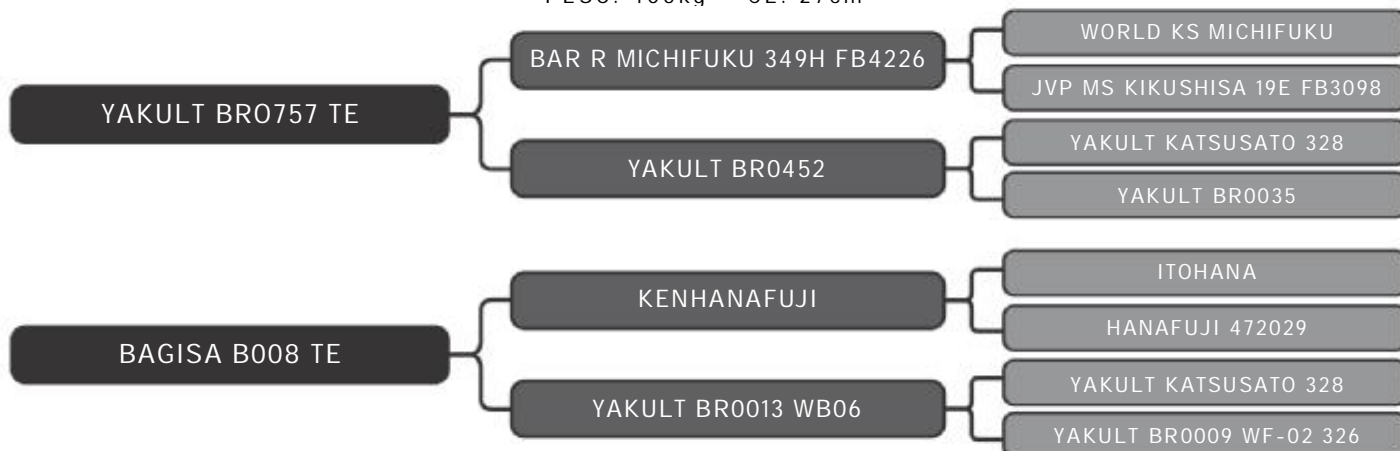 WORLD KS MICHIFUKU
BAR R MICHIFUKU 349H FB4226
JVP MS KIKUSHISA 19E FB3098
YAKULT BRO757 TE
YAKULT KATSUSATO 328
YAKULT BR0452
YAKULT BR0035
ITOHANA
KENHANAFUJI
HANAFUJI 472029
BAGISA B008 TE
YAKULT KATSUSATO 328
YAKULT BR0013 WB06
YAKULT BR0009 WF-02 326